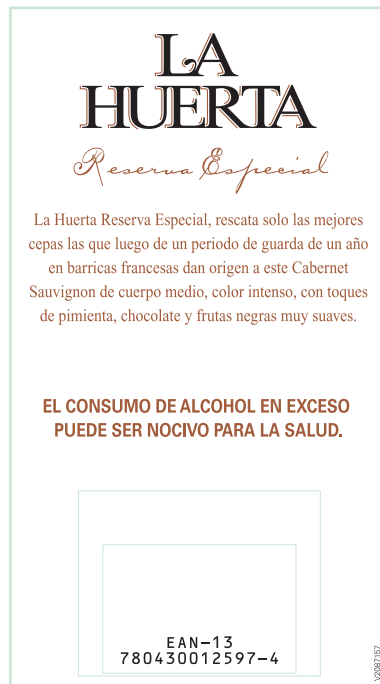 LA
HUERTA
Reserva Especial
La Huerta Reserva Especial, rescata solo las mejores
cepas las que luego de un periodo de guarda de un año
en barricas francesas dan origen a este Cabernet
Sauvignon de cuerpo medio, color intenso, con toques
de pimienta, chocolate y frutas negras muy suaves.
EL CONSUMO DE ALCOHOL EN EXCESO
PUEDE SER NOCIVO PARA LA SALUD.
EAN-13
780430012597-4
V2087157